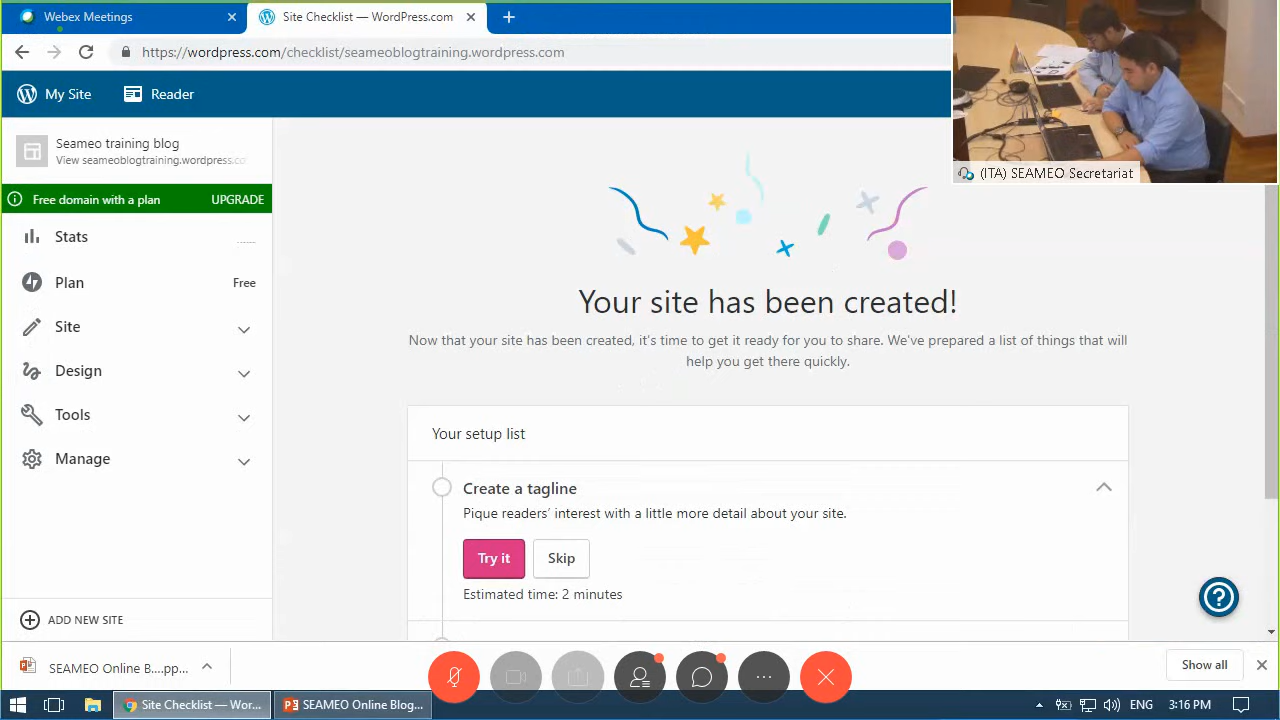 Webex Meetings
Site Checklist — WordPress.com
https://wordpress.com/checklist/seameoblogtraining.wordpress.com
My Site
Reader
(ITA) SEAMEO Secretariat
Seameo training blog
View seameoblogtraining.wordpress.co
Free domain with a plan UPGRADE
Stats
Plan Free
Site
Design
Tools
Manage
ADD NEW SITE
Your site has been created!
Now that your site has been created, it's time to get it ready for you to share. We've prepared a list of things that will
help you get there quickly.
Your setup list
Create a tagline
Pique readers' interest with a little more detail about your site.
Try it
Skip
Estimated time: 2 minutes
SEAMEO Online B....pp...
Show all
Site Checklist — Wor...
SEAMEO Online Blog...
ENG 3:16 PM